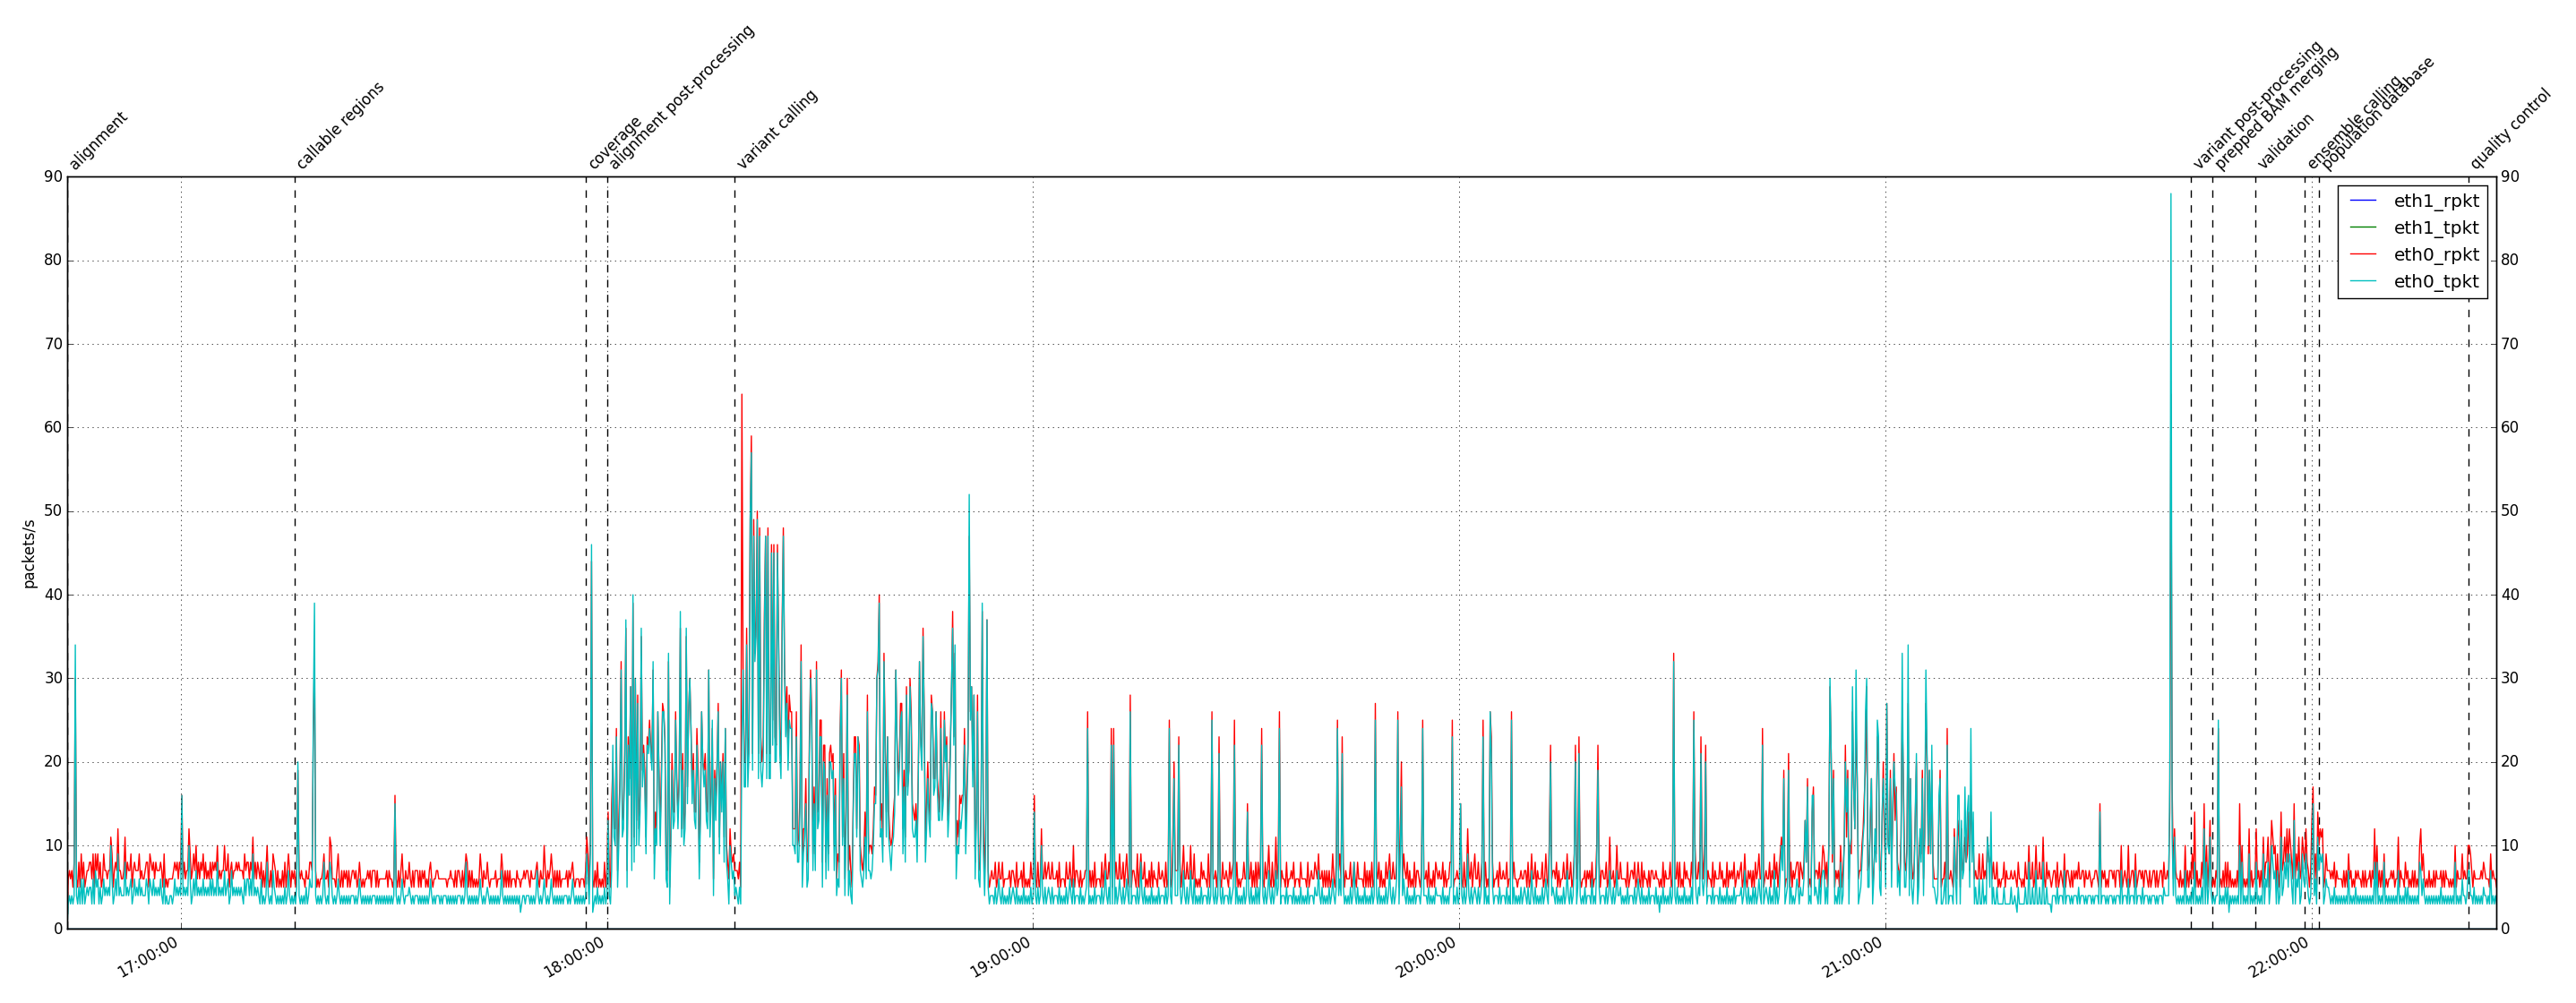 alignment
callable regions
coverage
alignment post-processing
variant calling
variant post-processing
prepped BAM merging
validation
ensemble calling
population database
quality control
90
80
70
60
50
40
30
20
10
0
packets/s
90
80
70
60
50
40
30
20
10
0
eth1_rpkt
eth1_tpkt
eth0_rpkt
eth0_tpkt
17:00:00
18:00:00
19:00:00
20:00:00
21:00:00
22:00:00